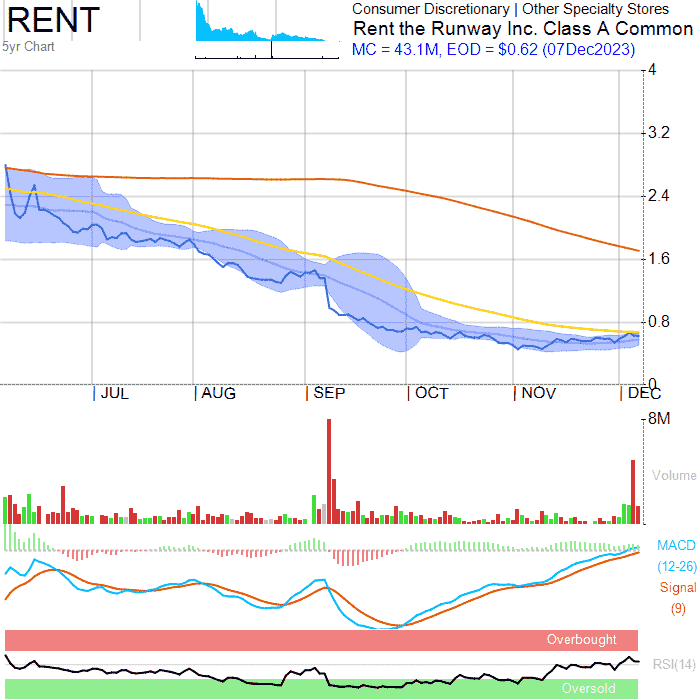 RENT
5yr Chart
Consumer Discretionary | Other Specialty Stores
Rent the Runway Inc. Class A Common
MC = 43.1M, EOD = $0.62 (07Dec2023)
4
3.2
2.4
1.6
0.8
0
JUL AUG SEP OCT NOV DEC
8M
Volume
MACD
(12-26)
Signal
(9)
Overbought
RSI(14)
Oversold